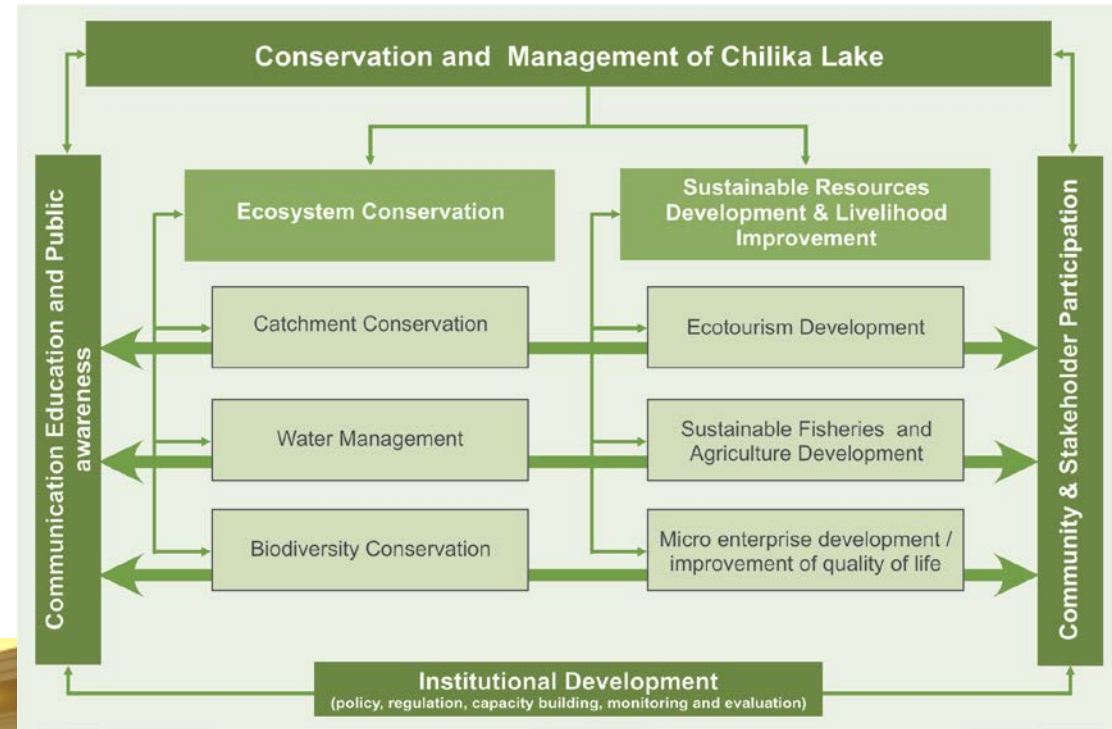 Conservation and Management of Chilika Lake
Communication Education and Public
awareness
Ecosystem Conservation
Sustainable Resources
Development & Livelihood
Improvement
Catchment Conservation
Ecotourism Development
Water Management
Sustainable Fisheries and
Agriculture Development
Biodiversity Conservation
Micro enterprise development /
improvement of quality of life
Community & Stakeholder Participation
Institutional Development
(policy, regulation, capacity building, monitoring and evaluation)